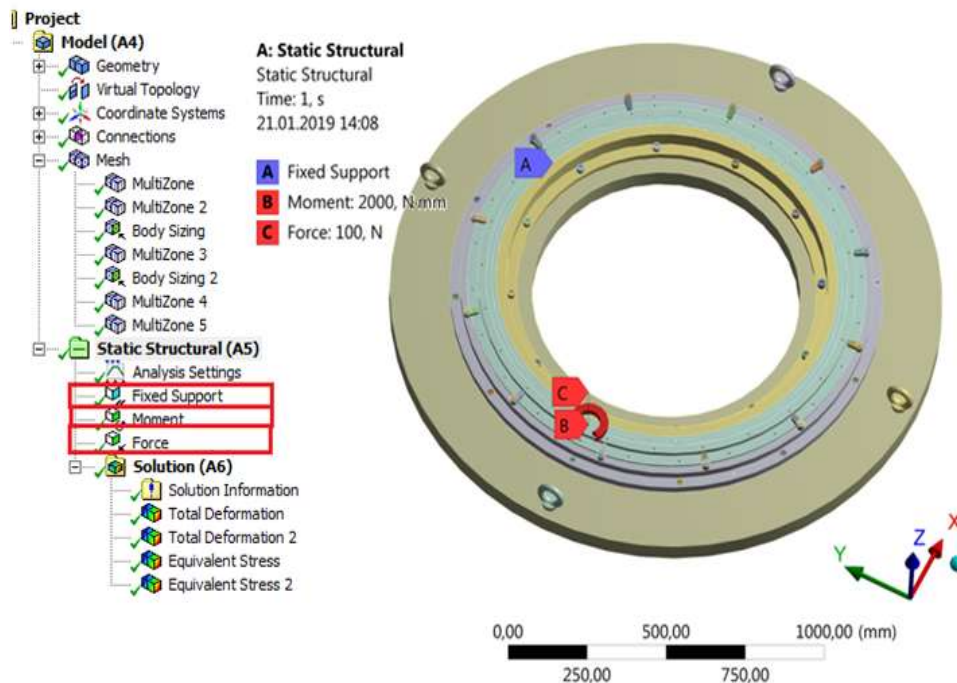 Project
Model (A4)
Geometry
Virtual Topology
Coordinate Systems
Connections
Mesh
MultiZone
MultiZone 2
Body Sizing
MultiZone 3
Body Sizing 2
MultiZone 4
MultiZone 5
Static Structural (A5)
Analysis Settings
Fixed Support
Moment
Force
Solution (A6)
Solution Information
Total Deformation
Total Deformation 2
Equivalent Stress
Equivalent Stress 2
A: Static Structural
Static Structural
Time: 1, s
21.01.2019 14:08
A Fixed Support
B Moment: 2000, N·mm
C Force: 100, N
A
C
B
X
Z
Y
0,00 500,00 1000,00 (mm)
250,00 750,00